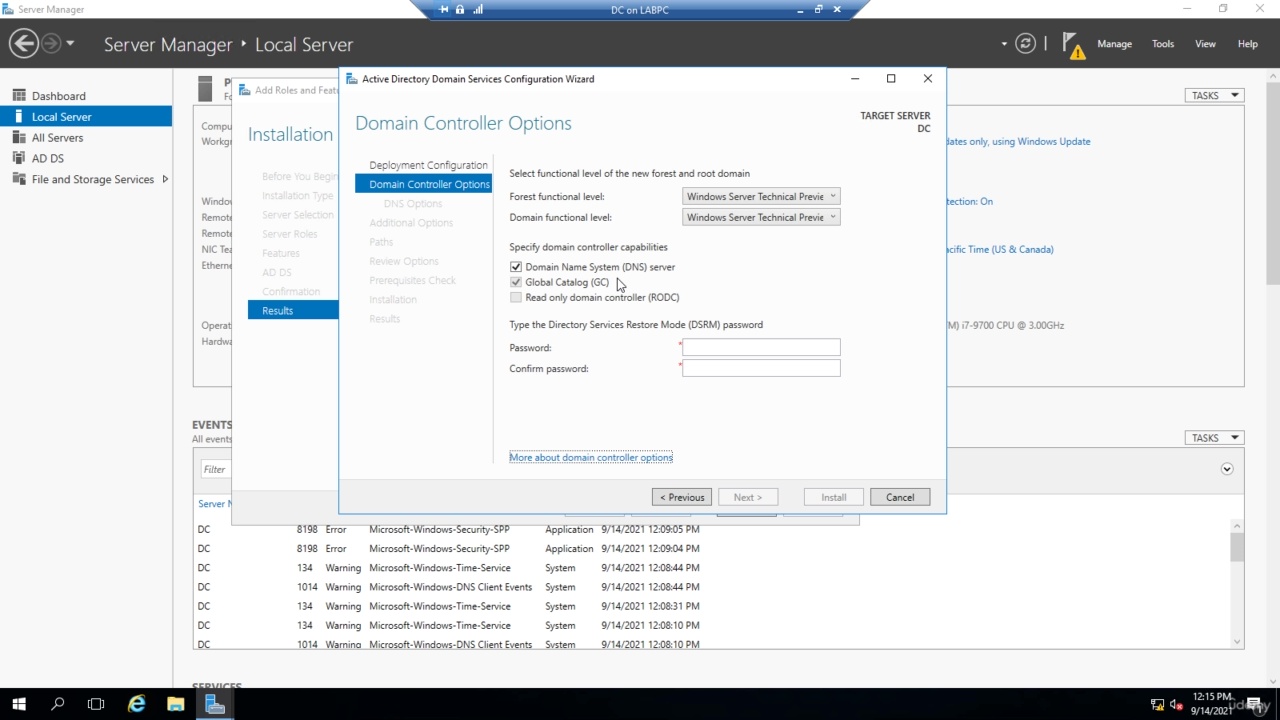 Server Manager
DC on LABPC
Server Manager • Local Server
Manage Tools View Help
Dashboard
Local Server
All Servers
AD DS
File and Storage Services
TASKS
Add Roles and Featu
Installation
Before You Begin
Installation Type
Server Selection
Server Roles
Features
AD DS
Confirmation
Results
Active Directory Domain Services Configuration Wizard
Domain Controller Options
TARGET SERVER
DC
Deployment Configuration
Domain Controller Options
DNS Options
Additional Options
Paths
Review Options
Prerequisites Check
Installation
Results
Select functional level of the new forest and root domain
Forest functional level: Windows Server Technical Previe
Domain functional level: Windows Server Technical Previe
Specify domain controller capabilities
Domain Name System (DNS) server
Global Catalog (GC)
Read only domain controller (RODC)
Type the Directory Services Restore Mode (DSRM) password
Password: *
Confirm password: *
More about domain controller options
< Previous Next > Install Cancel
Compu
Workg
Windo
Remot
Remot
NIC Tea
Ethern
Operat
Hardwa
dates only, using Windows Update
tection: On
acific Time (US & Canada)
M) i7-9700 CPU @ 3.00GHz
EVENTS
All events
TASKS
Filter
Server N
DC 8198 Error Microsoft-Windows-Security-SPP Application 9/14/2021 12:09:05 PM
DC 8198 Error Microsoft-Windows-Security-SPP Application 9/14/2021 12:09:04 PM
DC 134 Warning Microsoft-Windows-Time-Service System 9/14/2021 12:08:44 PM
DC 1014 Warning Microsoft-Windows-DNS Client Events System 9/14/2021 12:08:44 PM
DC 134 Warning Microsoft-Windows-Time-Service System 9/14/2021 12:08:31 PM
DC 134 Warning Microsoft-Windows-Time-Service System 9/14/2021 12:08:10 PM
DC 1014 Warning Microsoft-Windows-DNS Client Events System 9/14/2021 12:08:10 PM
SERVICES
12:15 PM
9/14/2021
udemy